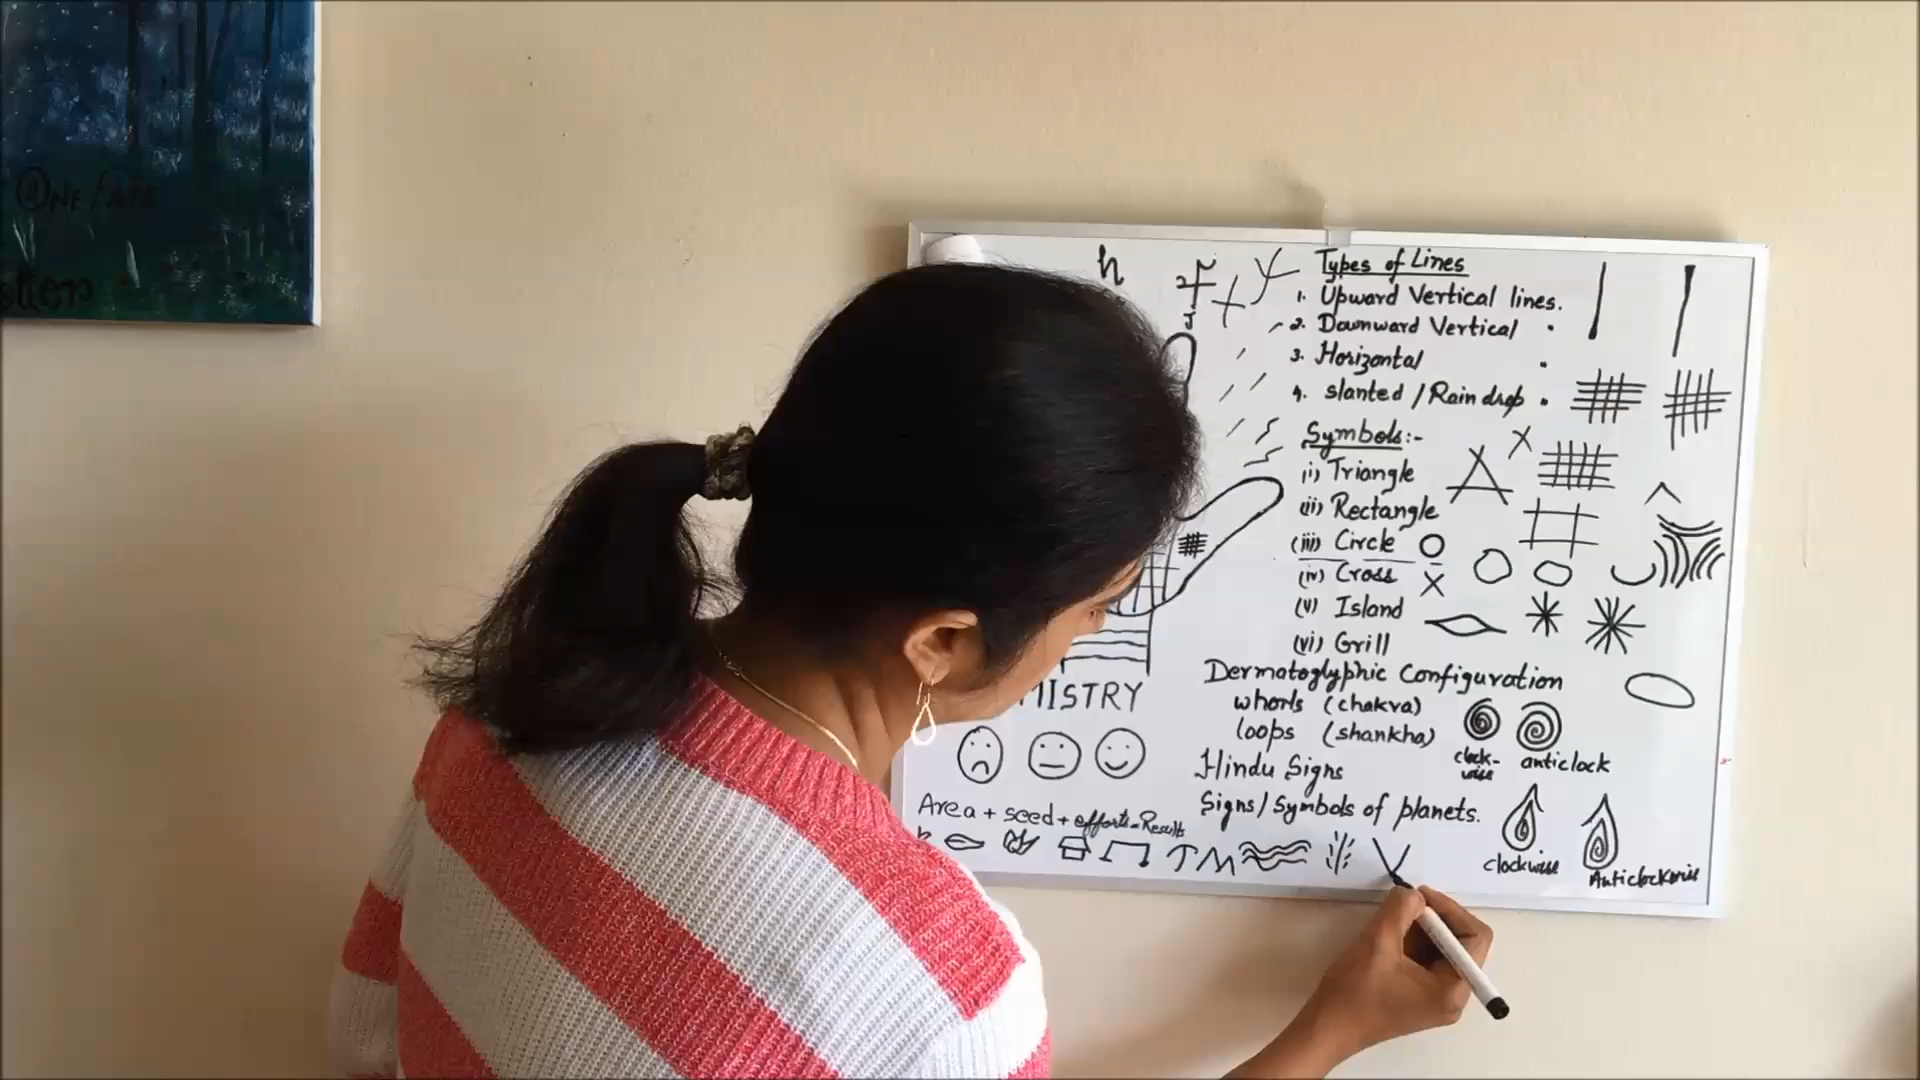 ONE
Types of Lines
1. Upward Vertical lines.
2. Downward Vertical
3. Horizontal
4. Slanted / Rain drop
Symbols:-
(i) Triangle
(ii) Rectangle
(iii) Circle
(iv) Cross
(v) Island
(vi) Grill
Dermatoglyphic Configuration
whorls (chakra)
loops (shankha)
clock-
wise
anticlock
Hindu Signs
Signs/Symbols of planets.
clockwise
Anticlockwise
MISTRY
Area + seed + efforts = Results